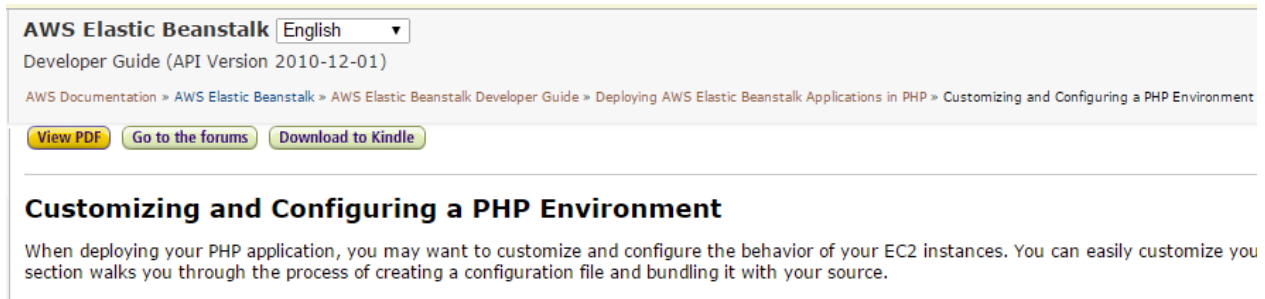 AWS Elastic Beanstalk English
Developer Guide (API Version 2010-12-01)
AWS Documentation » AWS Elastic Beanstalk » AWS Elastic Beanstalk Developer Guide » Deploying AWS Elastic Beanstalk Applications in PHP » Customizing and Configuring a PHP Environment
View PDF Go to the forums Download to Kindle
Customizing and Configuring a PHP Environment
When deploying your PHP application, you may want to customize and configure the behavior of your EC2 instances. You can easily customize you
section walks you through the process of creating a configuration file and bundling it with your source.